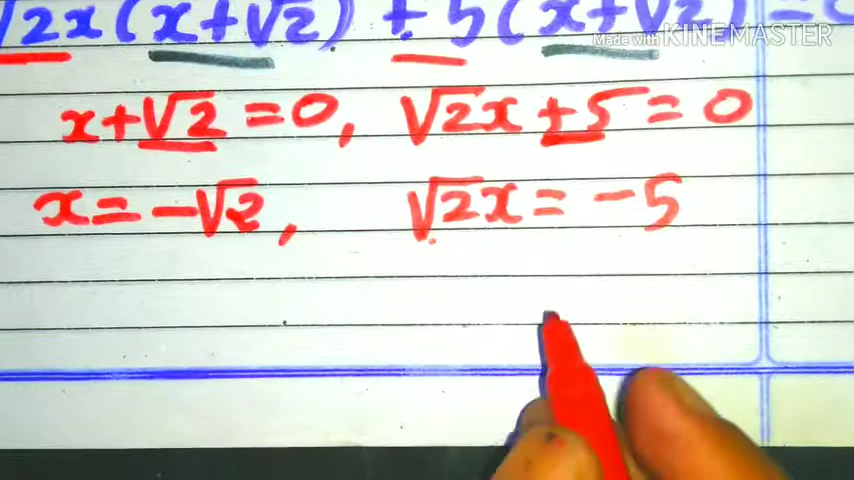 √2x(x+√2) + 5(x+√2) =
Made with KINEMASTER
x+√2 =0, √2x +5 =0
x = -√2, √2x = -5